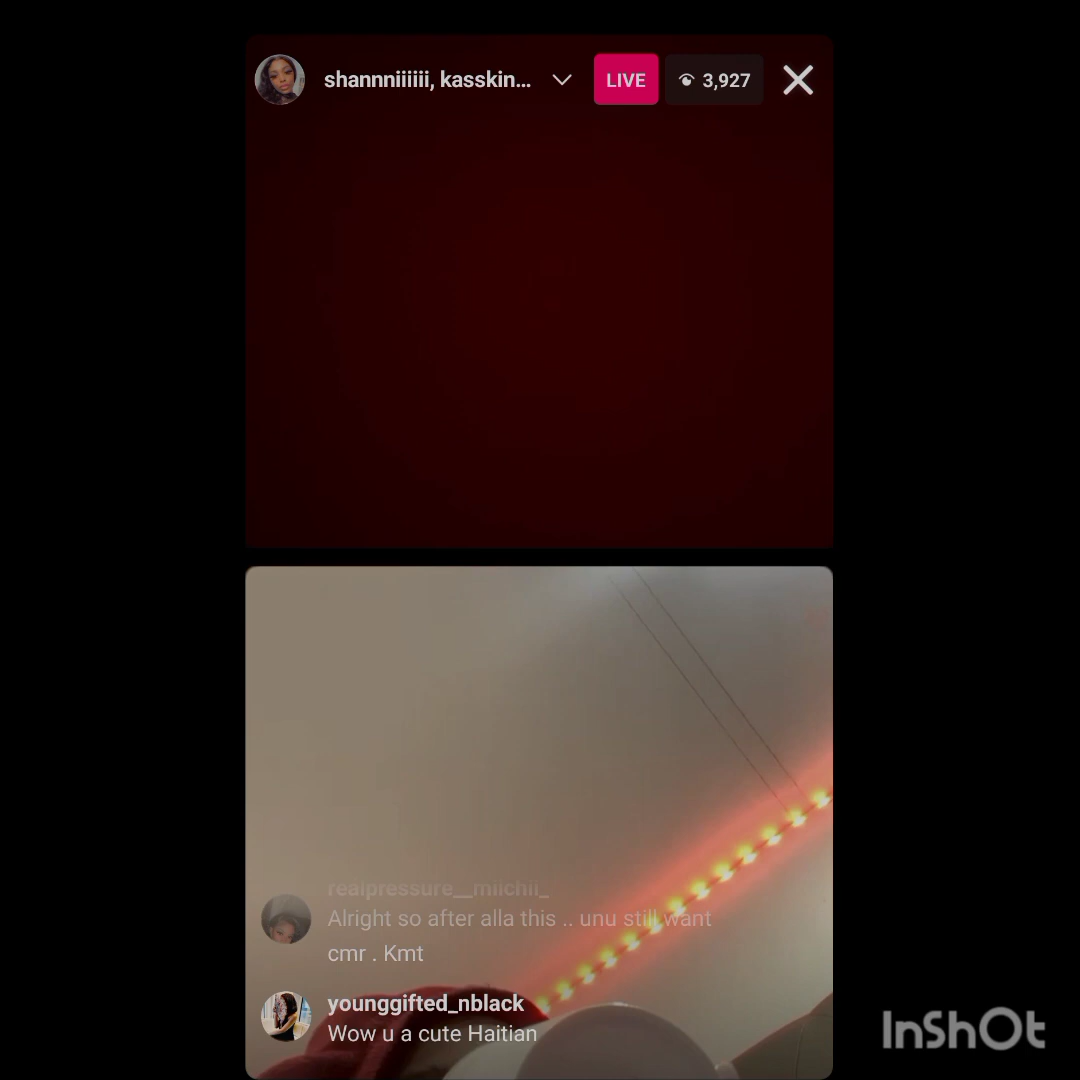 shannniiiiii, kasskin...
LIVE
3,927
realpressure__miichii_
Alright so after alla this .. unu still want
cmr . Kmt
younggifted_nblack
Wow u a cute Haitian
InShOt